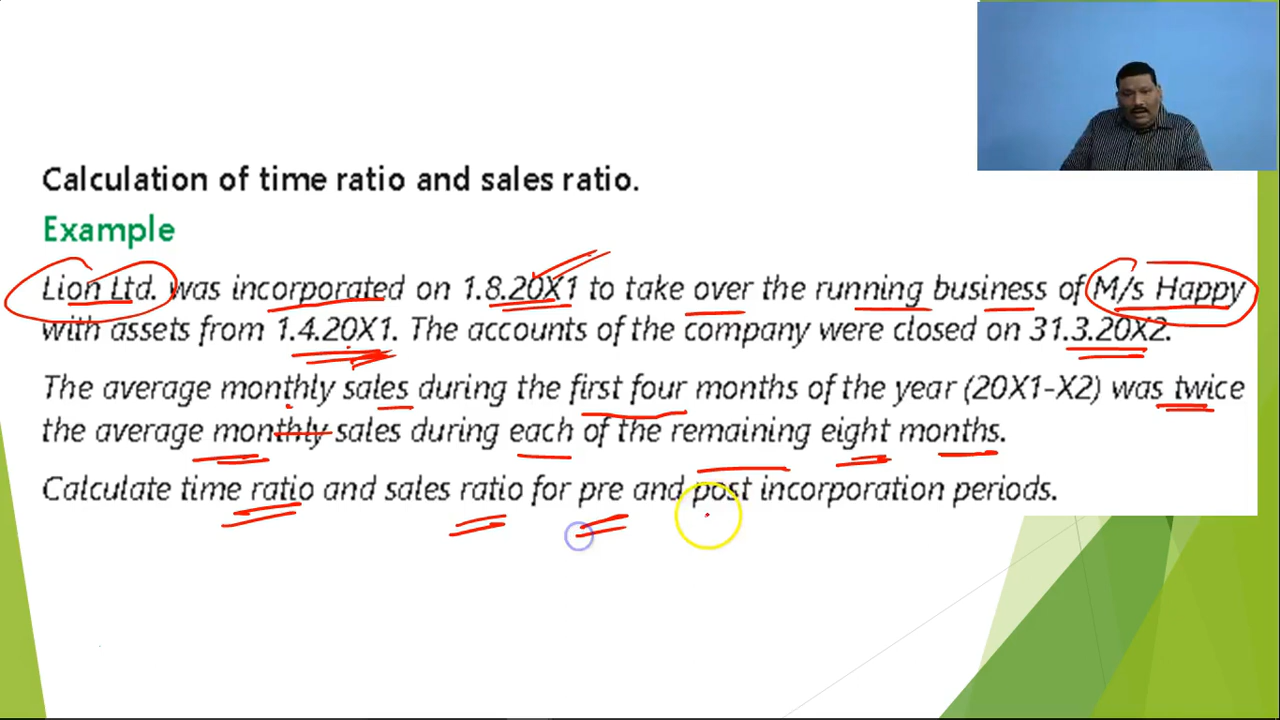 Calculation of time ratio and sales ratio.
Example
Lion Ltd. was incorporated on 1.8.20X1 to take over the running business of M/s Happy
with assets from 1.4.20X1. The accounts of the company were closed on 31.3.20X2.
The average monthly sales during the first four months of the year (20X1-X2) was twice
the average monthly sales during each of the remaining eight months.
Calculate time ratio and sales ratio for pre and post incorporation periods.